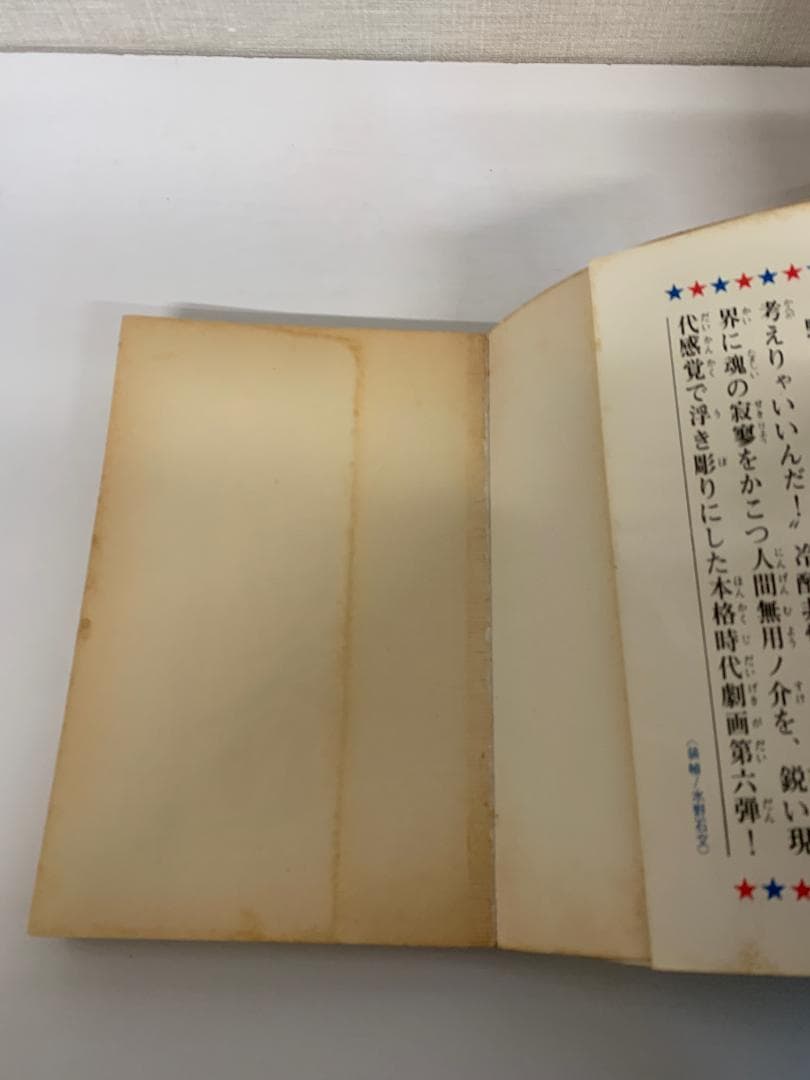 考えりゃいいんだ！〟冷酷
界に魂の寂寥をかこつ人間無用ノ介を、鋭い現
代感覚で浮き彫りにした本格時代劇画第六弾！
（装幀／水野石文）